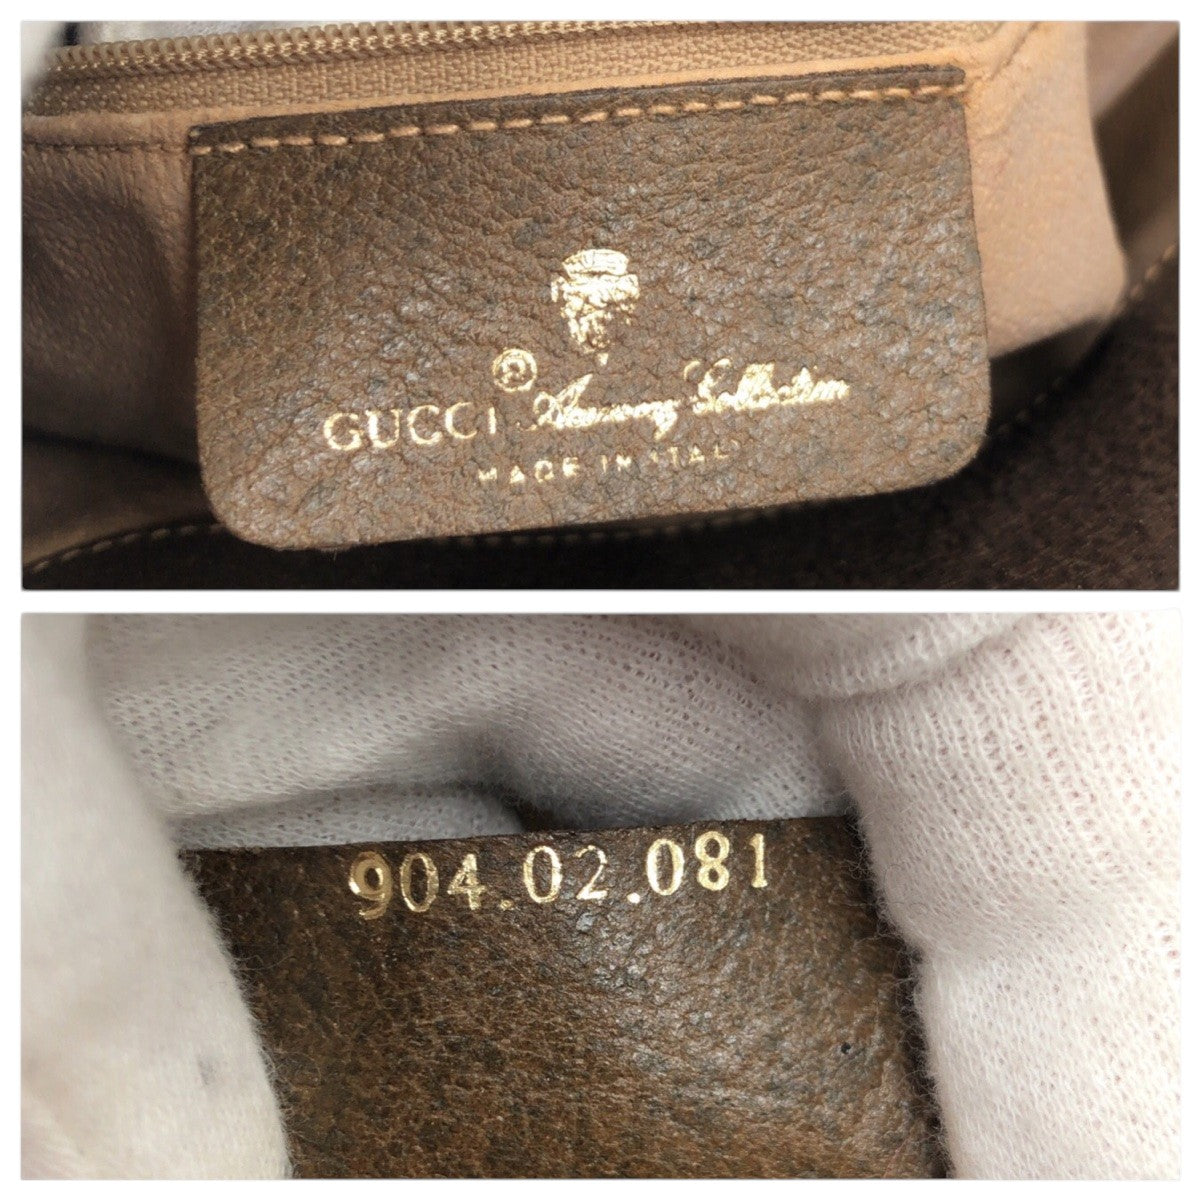 GUCCI ® Accessory Collection
MADE IN ITALY
904.02.081